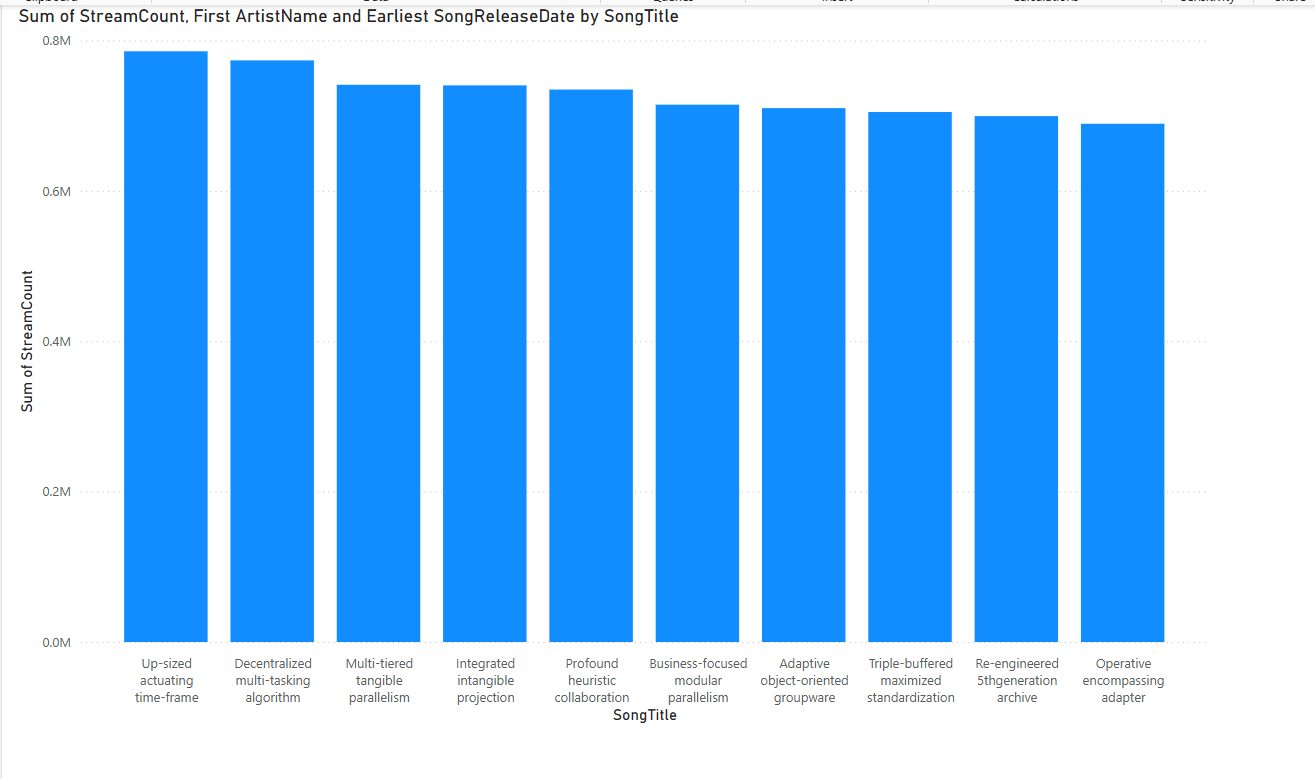 Sum of StreamCount, First ArtistName and Earliest SongReleaseDate by SongTitle
0.8M
0.6M
0.4M
0.2M
0.0M
Sum of StreamCount
Up-sized
actuating
time-frame
Decentralized
multi-tasking
algorithm
Multi-tiered
tangible
parallelism
Integrated
intangible
projection
Profound
heuristic
collaboration
Business-focused
modular
parallelism
Adaptive
object-oriented
groupware
Triple-buffered
maximized
standardization
Re-engineered
5thgeneration
archive
Operative
encompassing
adapter
SongTitle